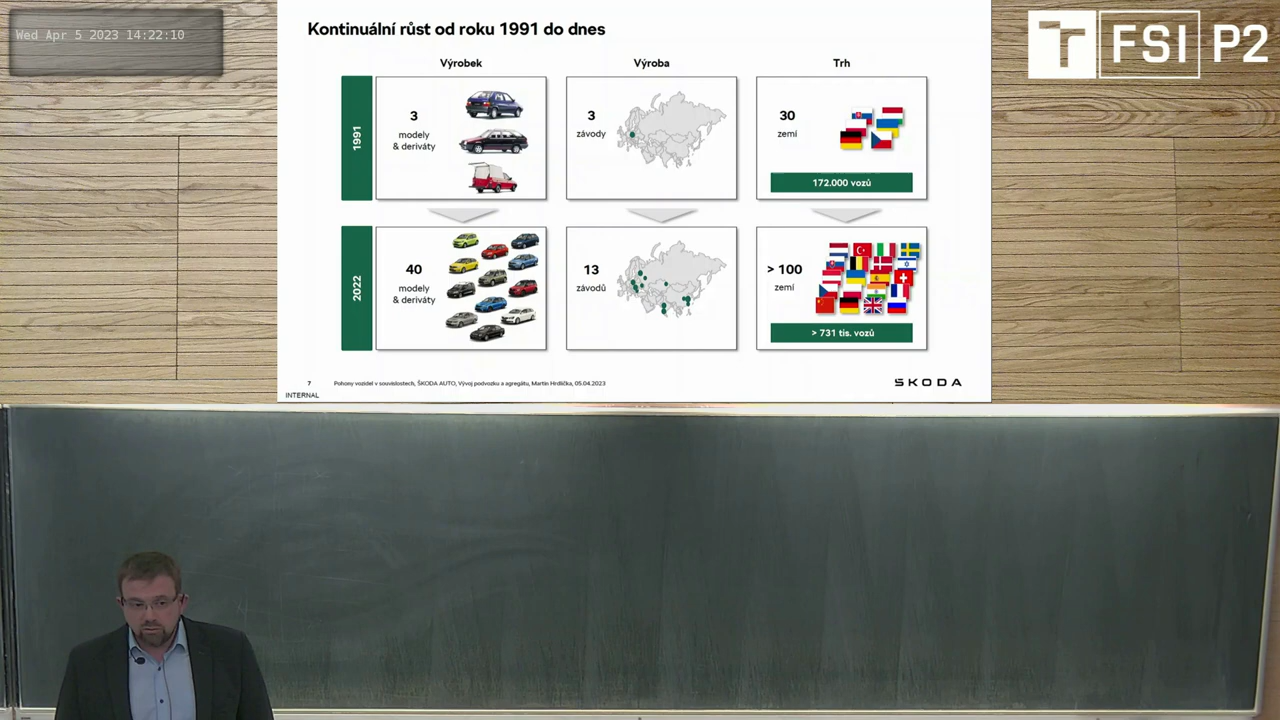 Wed Apr 5 2023 14:22:10
FSI P2
Kontinuální růst od roku 1991 do dnes
Výrobek
Výroba
Trh
1991
3
modely
& deriváty
3
závody
30
zemí
172.000 vozů
2022
40
modely
& deriváty
13
závodů
> 100
zemí
> 731 tis. vozů
7
Pohony vozidel v souvislostech, ŠKODA AUTO, Vývoj podvozku a agregátu, Martin Hrdlička, 05.04.2023
ŠKODA
INTERNAL